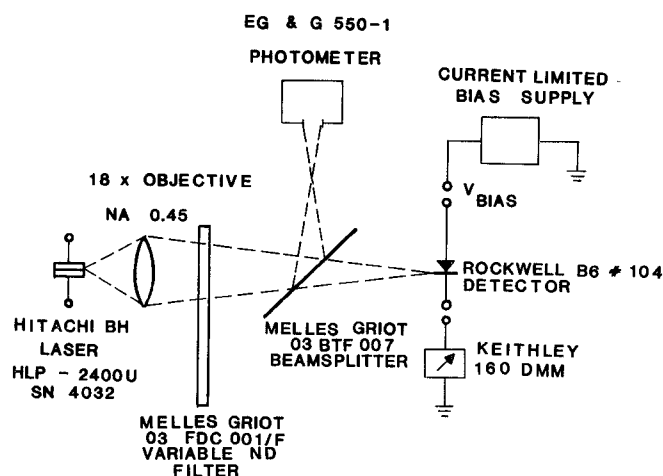 EG & G 550-1
PHOTOMETER
CURRENT LIMITED
BIAS SUPPLY
18 x OBJECTIVE
NA 0.45
V BIAS
ROCKWELL B6 # 104
DETECTOR
HITACHI BH
LASER
HLP - 2400U
SN 4032
MELLES GRIOT
03 BTF 007
BEAMSPLITTER
KEITHLEY
160 DMM
MELLES GRIOT
03 FDC 001/F
VARIABLE ND
FILTER